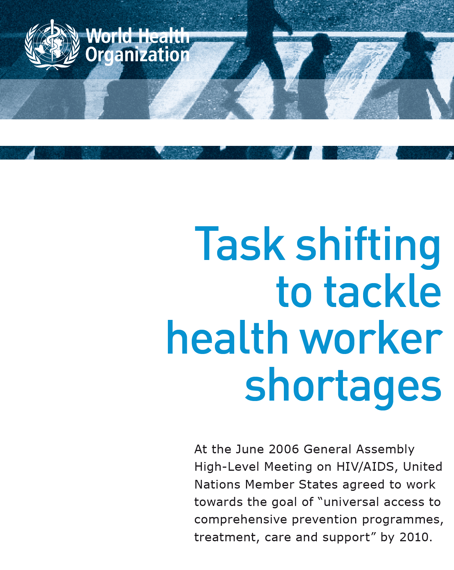 World Health
Organization
Task shifting
to tackle
health worker
shortages
At the June 2006 General Assembly
High-Level Meeting on HIV/AIDS, United
Nations Member States agreed to work
towards the goal of “universal access to
comprehensive prevention programmes,
treatment, care and support” by 2010.